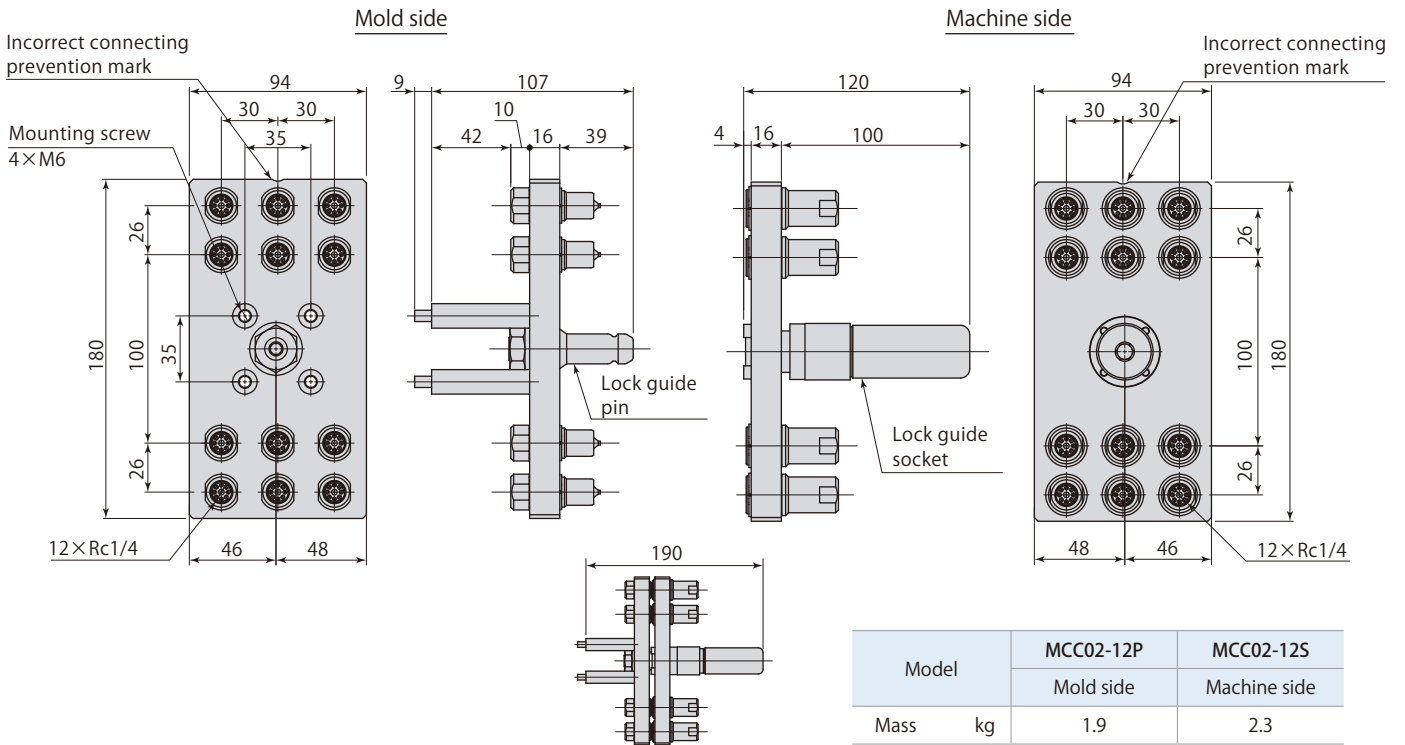 Mold side
Machine side
Incorrect connecting
prevention mark
Mounting screw
4×M6
94
30 30
35
26
100
35
180
26
12×Rc1/4
46 48
9 107
10
42 16 39
Lock guide
pin
120
4 16 100
Lock guide
socket
Incorrect connecting
prevention mark
94
30 30
26
100
180
26
48 46
12×Rc1/4
190
Model MCC02-12P MCC02-12S
Mold side Machine side
Mass kg 1.9 2.3